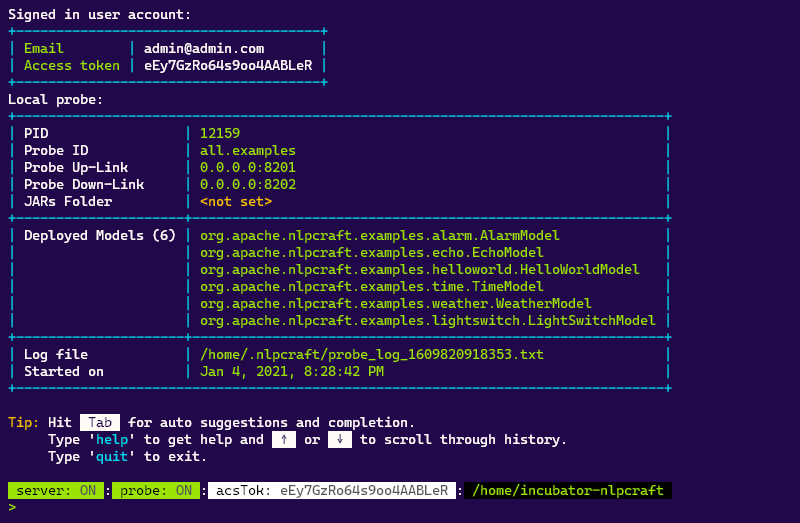 Signed in user account:
Email | admin@admin.com
Access token | eEy7GzRo64s9oo4AABLeR
Local probe:
PID | 12159
Probe ID | all.examples
Probe Up-Link | 0.0.0.0:8201
Probe Down-Link | 0.0.0.0:8202
JARs Folder | <not set>
Deployed Models (6) | org.apache.nlpcraft.examples.alarm.AlarmModel
org.apache.nlpcraft.examples.echo.EchoModel
org.apache.nlpcraft.examples.helloworld.HelloWorldModel
org.apache.nlpcraft.examples.time.TimeModel
org.apache.nlpcraft.examples.weather.WeatherModel
org.apache.nlpcraft.examples.lightswitch.LightSwitchModel
Log file | /home/.nlpcraft/probe_log_1609820918353.txt
Started on | Jan 4, 2021, 8:28:42 PM
Tip: Hit Tab for auto suggestions and completion.
Type 'help' to get help and ↑ or ↓ to scroll through history.
Type 'quit' to exit.
server: ON : probe: ON : acsTok: eEy7GzRo64s9oo4AABLeR : /home/incubator-nlpcraft
>